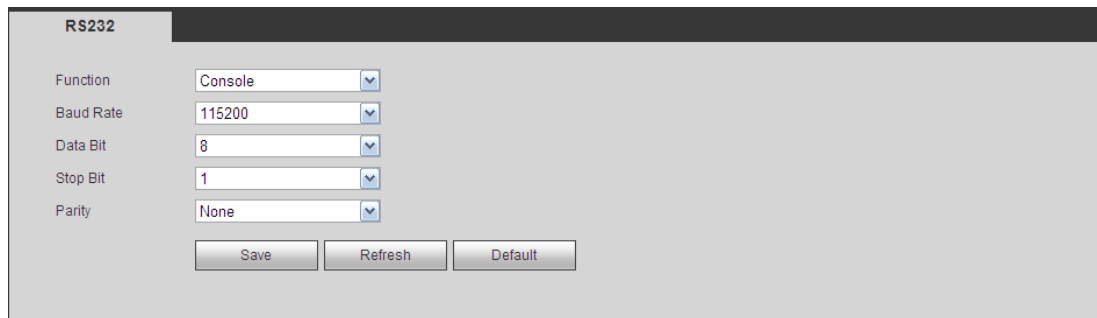 RS232
Function Console
Baud Rate 115200
Data Bit 8
Stop Bit 1
Parity None
Save Refresh Default